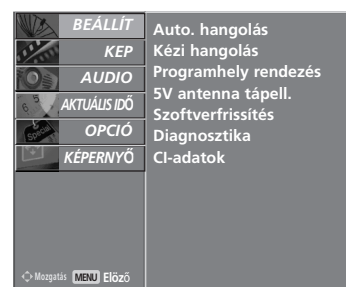 BEÁLLÍT
KEP
AUDIO
AKTUÁLIS IDŐ
OPCIÓ
KÉPERNYŐ
Auto. hangolás
Kézi hangolás
Programhely rendezés
5V antenna tápell.
Szoftverfrissítés
Diagnosztika
CI-adatok
Mozgatás MENU Előző